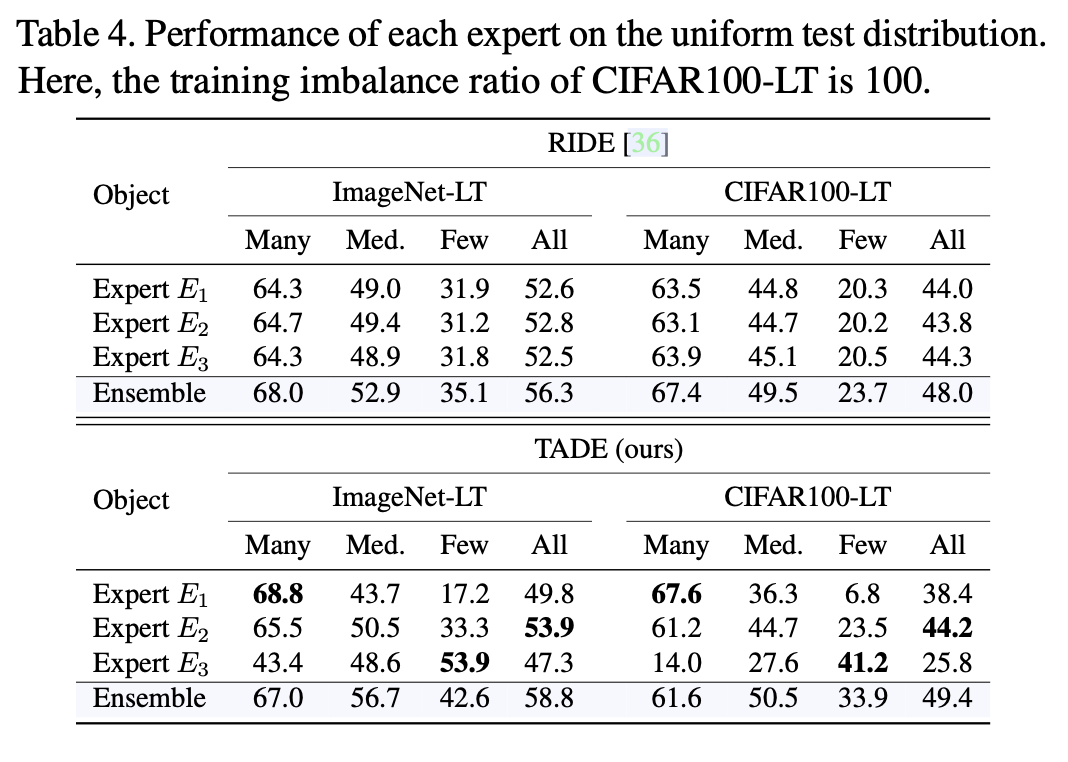 Table 4. Performance of each expert on the uniform test distribution.
Here, the training imbalance ratio of CIFAR100-LT is 100.
RIDE [36]
Object ImageNet-LT CIFAR100-LT
Many Med. Few All Many Med. Few All
Expert E1 64.3 49.0 31.9 52.6 63.5 44.8 20.3 44.0
Expert E2 64.7 49.4 31.2 52.8 63.1 44.7 20.2 43.8
Expert E3 64.3 48.9 31.8 52.5 63.9 45.1 20.5 44.3
Ensemble 68.0 52.9 35.1 56.3 67.4 49.5 23.7 48.0
TADE (ours)
Object ImageNet-LT CIFAR100-LT
Many Med. Few All Many Med. Few All
Expert E1 68.8 43.7 17.2 49.8 67.6 36.3 6.8 38.4
Expert E2 65.5 50.5 33.3 53.9 61.2 44.7 23.5 44.2
Expert E3 43.4 48.6 53.9 47.3 14.0 27.6 41.2 25.8
Ensemble 67.0 56.7 42.6 58.8 61.6 50.5 33.9 49.4